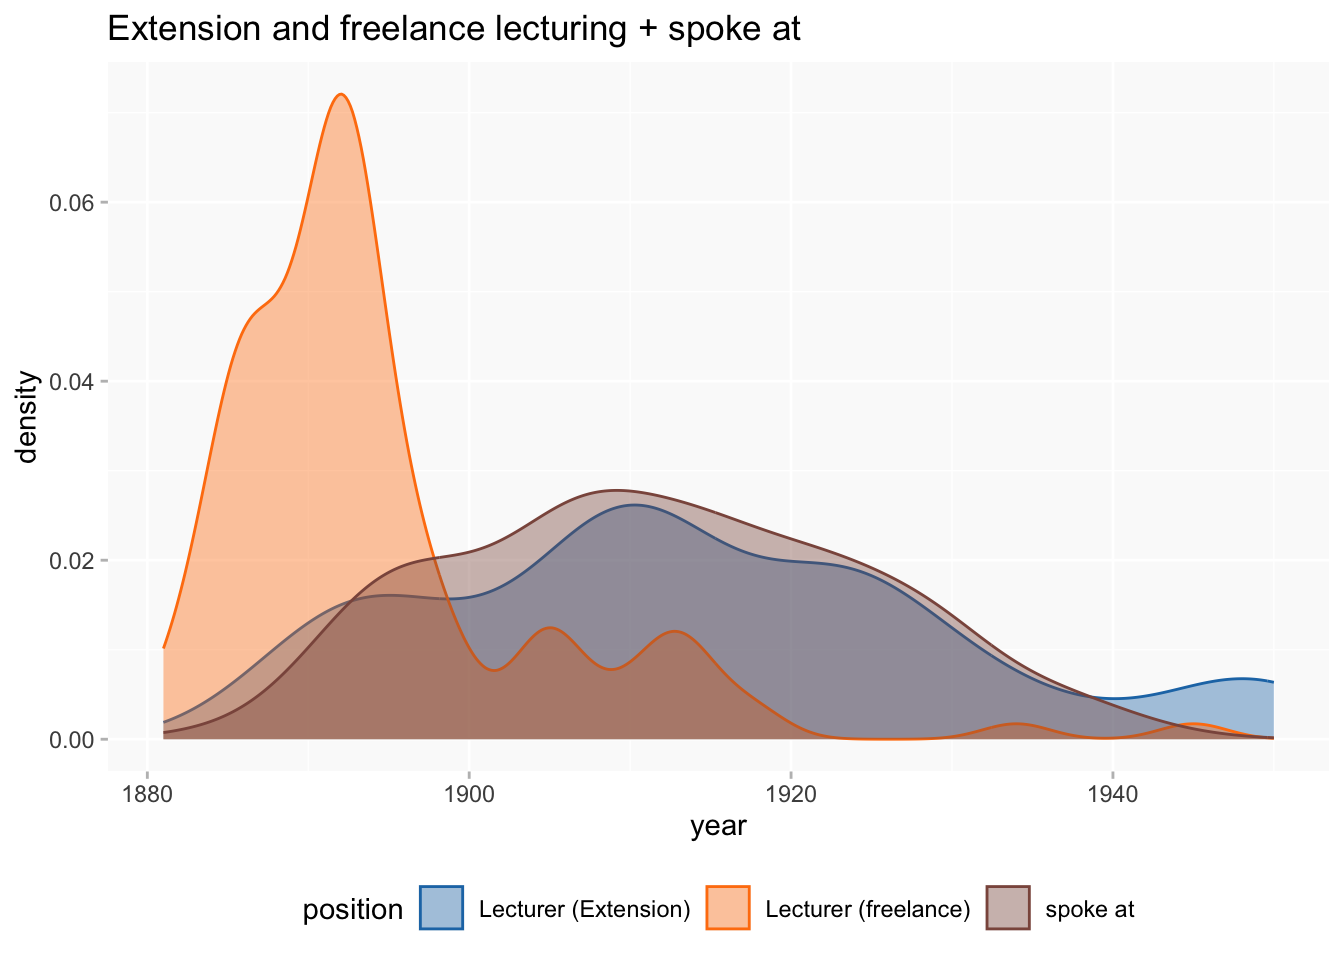 Extension and freelance lecturing + spoke at
0.06
0.04
0.02
0.00
density
1880 1900 1920 1940
year
position Lecturer (Extension) Lecturer (freelance) spoke at